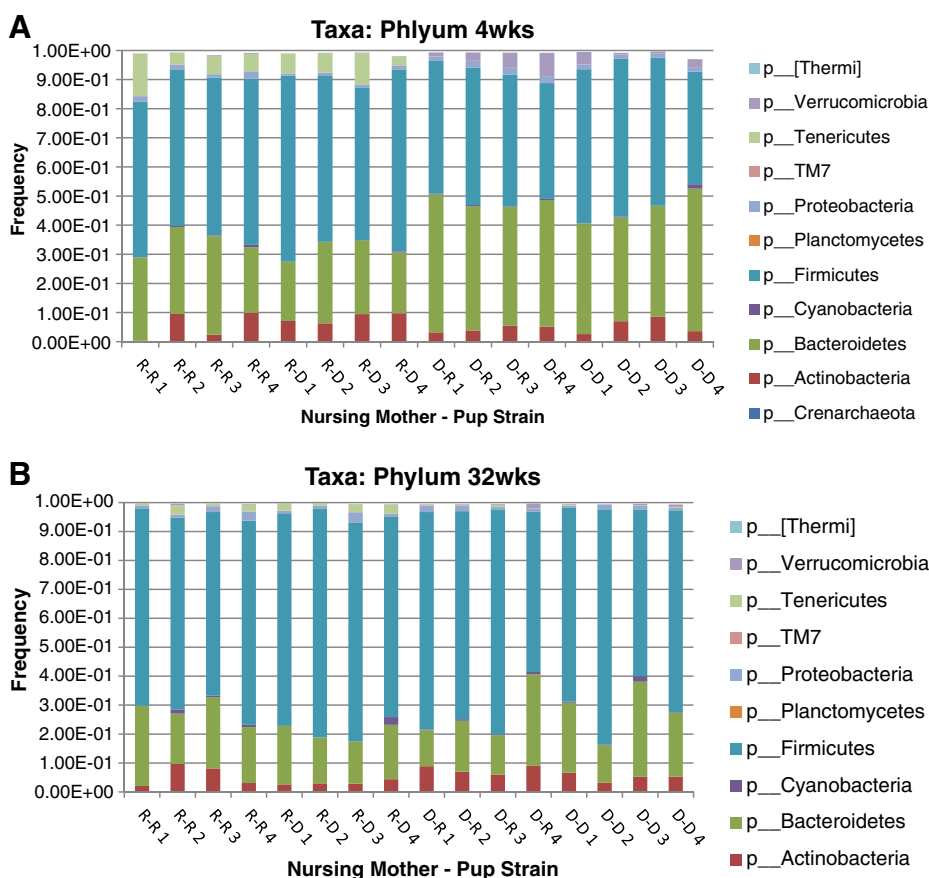 A
Taxa: Phlyum 4wks
1.00E+00
9.00E-01
8.00E-01
7.00E-01
6.00E-01
5.00E-01
4.00E-01
3.00E-01
2.00E-01
1.00E-01
0.00E+00
Frequency
R-R 1
R-R 2
R-R 3
R-R 4
R-D 1
R-D 2
R-D 3
R-D 4
D-R 1
D-R 2
D-R 3
D-R 4
D-D 1
D-D 2
D-D 3
D-D 4
Nursing Mother - Pup Strain
p__[Thermi]
p__Verrucomicrobia
p__Tenericutes
p__TM7
p__Proteobacteria
p__Planctomycetes
p__Firmicutes
p__Cyanobacteria
p__Bacteroidetes
p__Actinobacteria
p__Crenarchaeota
B
Taxa: Phylum 32wks
1.00E+00
9.00E-01
8.00E-01
7.00E-01
6.00E-01
5.00E-01
4.00E-01
3.00E-01
2.00E-01
1.00E-01
0.00E+00
Frequency
R-R 1
R-R 2
R-R 3
R-R 4
R-D 1
R-D 2
R-D 3
R-D 4
D-R 1
D-R 2
D-R 3
D-R 4
D-D 1
D-D 2
D-D 3
D-D 4
Nursing Mother - Pup Strain
p__[Thermi]
p__Verrucomicrobia
p__Tenericutes
p__TM7
p__Proteobacteria
p__Planctomycetes
p__Firmicutes
p__Cyanobacteria
p__Bacteroidetes
p__Actinobacteria